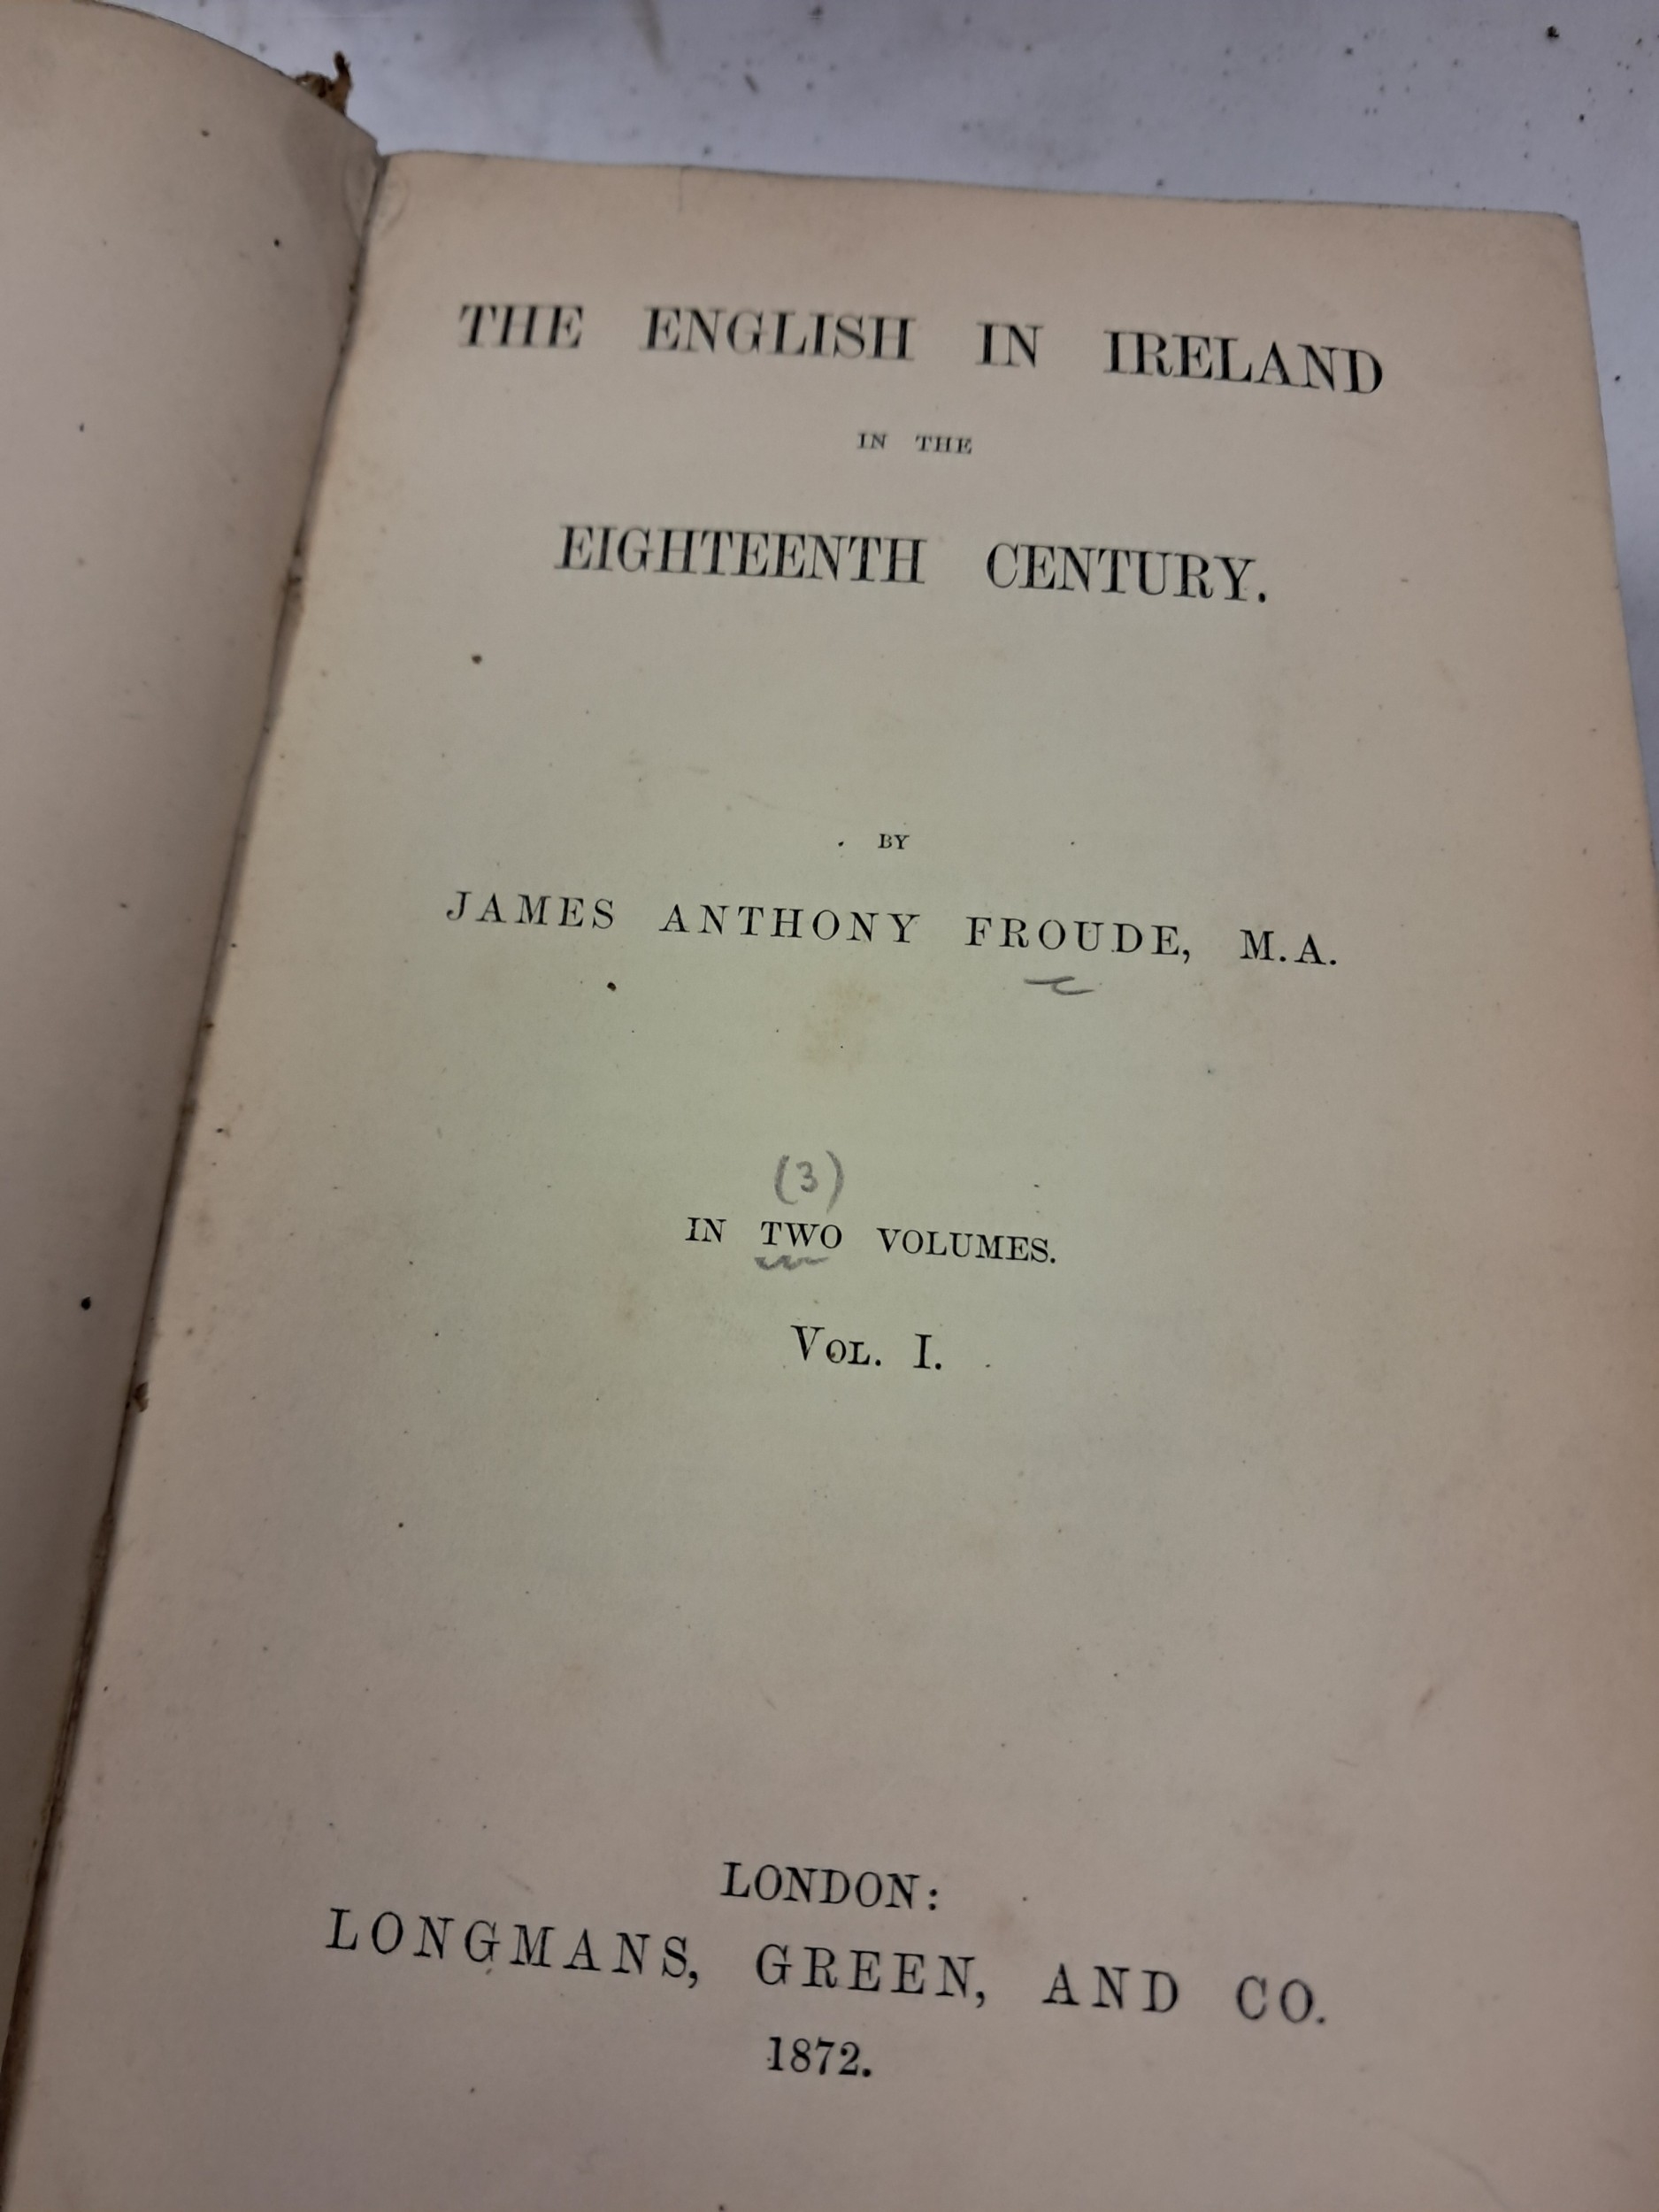 THE ENGLISH IN IRELAND
IN THE
EIGHTEENTH CENTURY.
BY
JAMES ANTHONY FROUDE, M.A.
(3)
IN TWO VOLUMES.
VOL. I.
LONDON:
LONGMANS, GREEN, AND CO.
1872.